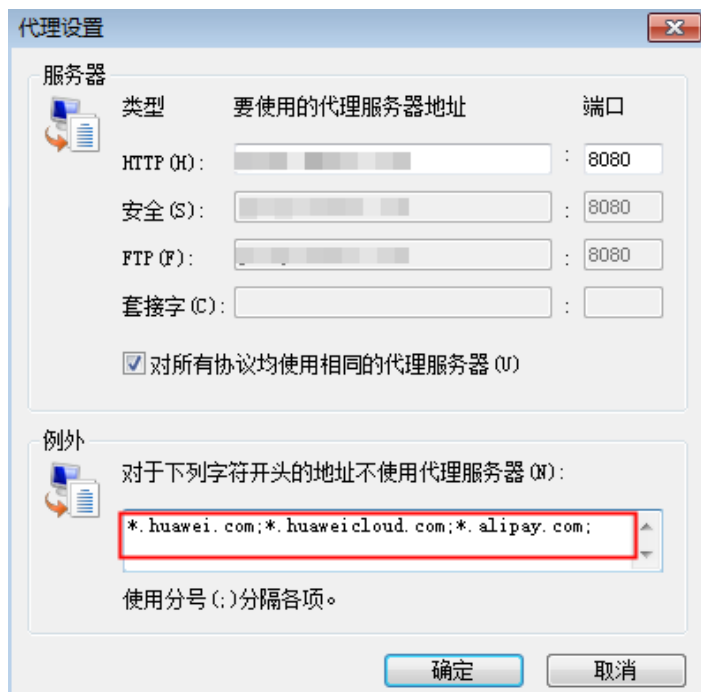 代理设置
服务器
类型 要使用的代理服务器地址 端口
HTTP(H): : 8080
安全(S): : 8080
FTP(F): : 8080
套接字(C): :
对所有协议均使用相同的代理服务器(U)
例外
对于下列字符开头的地址不使用代理服务器(N):
*.huawei.com;*.huaweicloud.com;*.alipay.com;
使用分号(;)分隔各项。
确定 取消